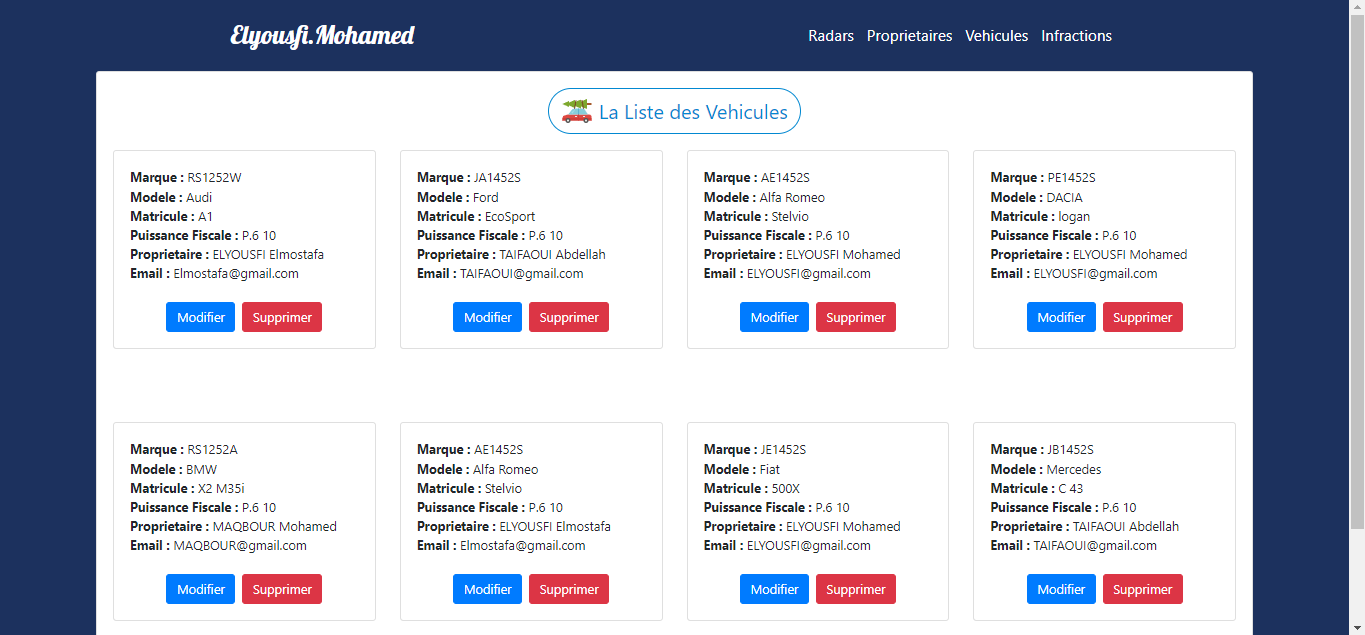 Elyousfi.Mohamed
Radars Proprietaires Vehicules Infractions
La Liste des Vehicules
Marque : RS1252W
Modele : Audi
Matricule : A1
Puissance Fiscale : P.6 10
Proprietaire : ELYOUSFI Elmostafa
Email : Elmostafa@gmail.com
Modifier Supprimer
Marque : JA1452S
Modele : Ford
Matricule : EcoSport
Puissance Fiscale : P.6 10
Proprietaire : TAIFAOUI Abdellah
Email : TAIFAOUI@gmail.com
Modifier Supprimer
Marque : AE1452S
Modele : Alfa Romeo
Matricule : Stelvio
Puissance Fiscale : P.6 10
Proprietaire : ELYOUSFI Mohamed
Email : ELYOUSFI@gmail.com
Modifier Supprimer
Marque : PE1452S
Modele : DACIA
Matricule : logan
Puissance Fiscale : P.6 10
Proprietaire : ELYOUSFI Mohamed
Email : ELYOUSFI@gmail.com
Modifier Supprimer
Marque : RS1252A
Modele : BMW
Matricule : X2 M35i
Puissance Fiscale : P.6 10
Proprietaire : MAQBOUR Mohamed
Email : MAQBOUR@gmail.com
Modifier Supprimer
Marque : AE1452S
Modele : Alfa Romeo
Matricule : Stelvio
Puissance Fiscale : P.6 10
Proprietaire : ELYOUSFI Elmostafa
Email : Elmostafa@gmail.com
Modifier Supprimer
Marque : JE1452S
Modele : Fiat
Matricule : 500X
Puissance Fiscale : P.6 10
Proprietaire : ELYOUSFI Mohamed
Email : ELYOUSFI@gmail.com
Modifier Supprimer
Marque : JB1452S
Modele : Mercedes
Matricule : C 43
Puissance Fiscale : P.6 10
Proprietaire : TAIFAOUI Abdellah
Email : TAIFAOUI@gmail.com
Modifier Supprimer